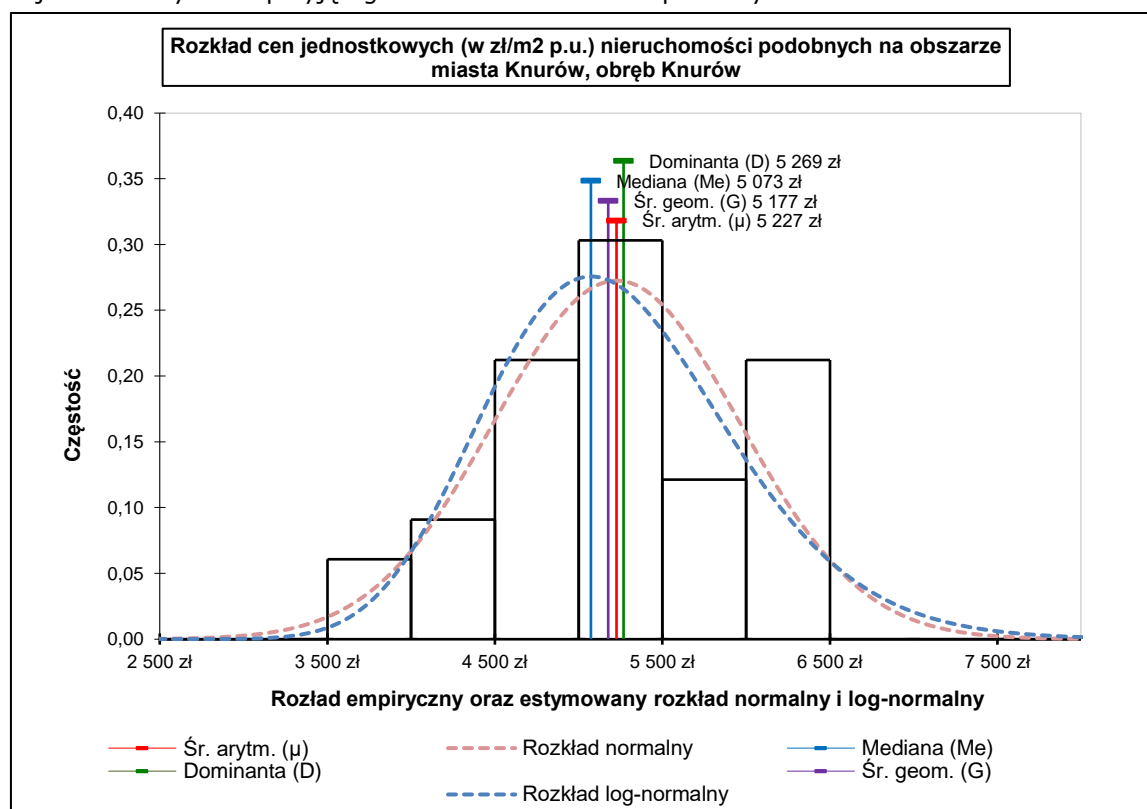 Rozkład cen jednostkowych (w zł/m2 p.u.) nieruchomości podobnych na obszarze
miasta Knurów, obręb Knurów
0,40
0,35
0,30
0,25
0,20
0,15
0,10
0,05
0,00
Częstość
Dominanta (D) 5 269 zł
Mediana (Me) 5 073 zł
Śr. geom. (G) 5 177 zł
Śr. arytm. (µ) 5 227 zł
2 500 zł 3 500 zł 4 500 zł 5 500 zł 6 500 zł 7 500 zł
Rozład empiryczny oraz estymowany rozkład normalny i log-normalny
Śr. arytm. (µ) Rozkład normalny Mediana (Me)
Dominanta (D) Śr. geom. (G)
Rozkład log-normalny